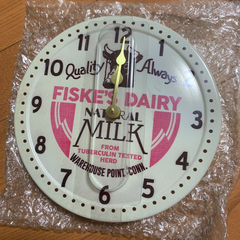 12
11 1
10 2
9 3
8 4
7 5
6
Quality Always
FISKE'S DAIRY
NATURAL
MILK
FROM
TUBERCULIN TESTED
HERD
WAREHOUSE POINT, CONN.